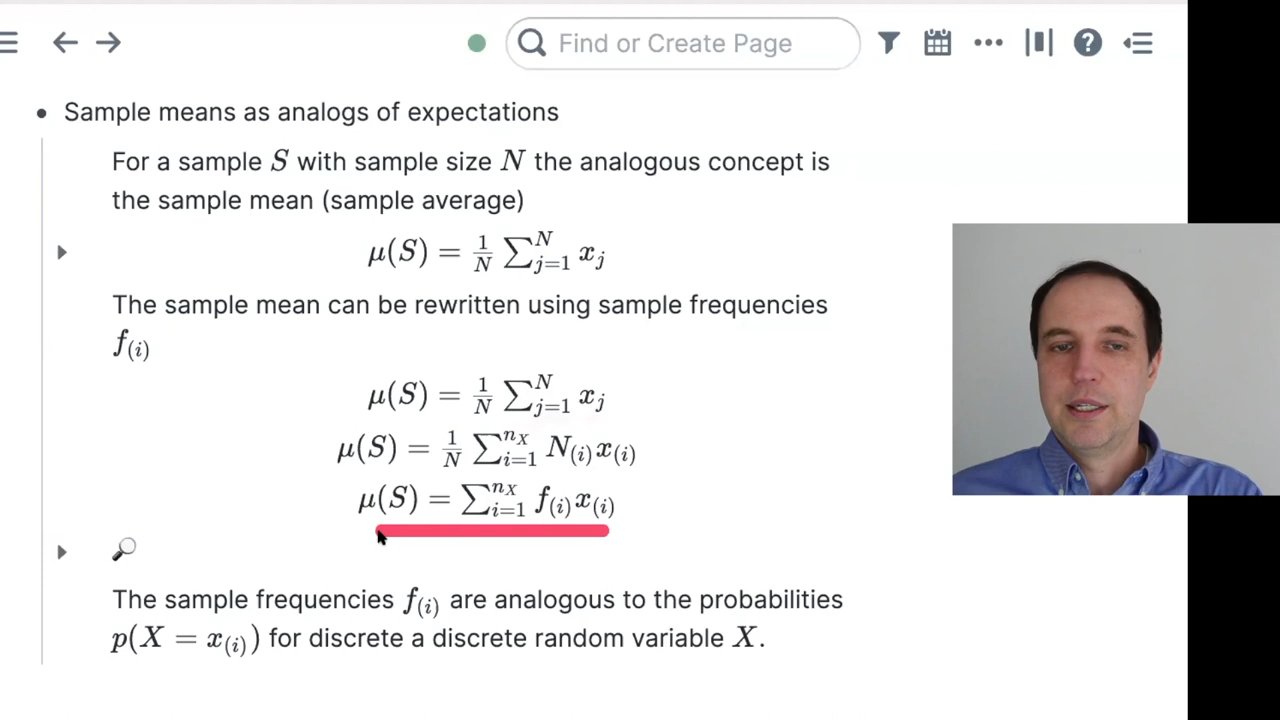 Find or Create Page
Sample means as analogs of expectations
For a sample S with sample size N the analogous concept is
the sample mean (sample average)
μ(S) = 1/N ∑_{j=1}^{N} x_j
The sample mean can be rewritten using sample frequencies
f_{(i)}
μ(S) = 1/N ∑_{j=1}^{N} x_j
μ(S) = 1/N ∑_{i=1}^{n_X} N_{(i)} x_{(i)}
μ(S) = ∑_{i=1}^{n_X} f_{(i)} x_{(i)}
The sample frequencies f_{(i)} are analogous to the probabilities
p(X = x_{(i)}) for discrete a discrete random variable X.